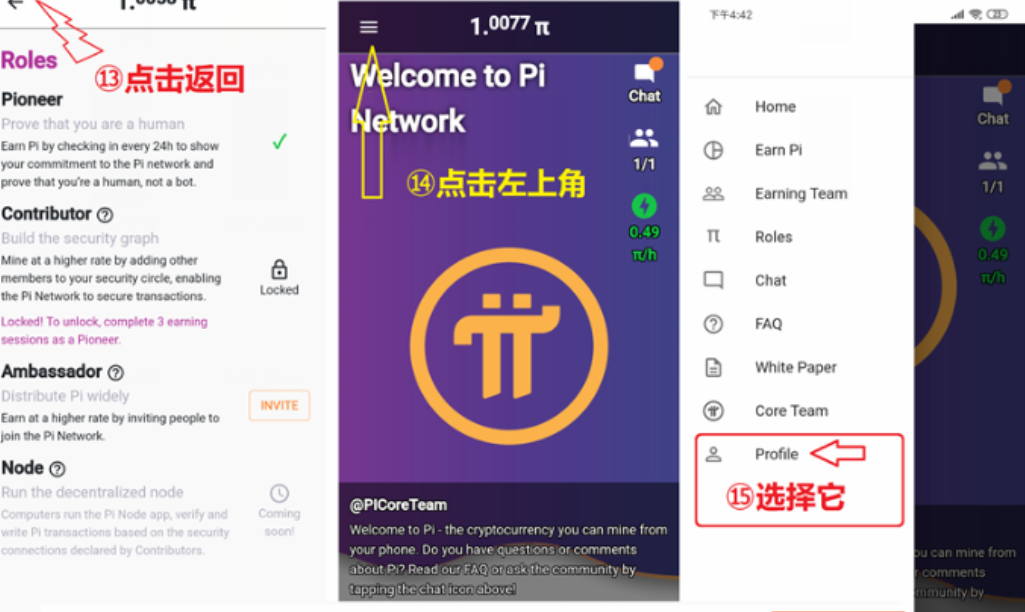 1.0058 π
⑬点击返回
Roles
Pioneer
Prove that you are a human
Earn Pi by checking in every 24h to show
your commitment to the Pi network and
prove that you're a human, not a bot.
Contributor ?
Build the security graph
Mine at a higher rate by adding other
members to your security circle, enabling
the Pi Network to secure transactions.
Locked
Locked! To unlock, complete 3 earning
sessions as a Pioneer.
Ambassador ?
Distribute Pi widely
Earn at a higher rate by inviting people to
join the Pi Network.
INVITE
Node ?
Run the decentralized node
Computers run the Pi Node app, verify and
write Pi transactions based on the security
connections declared by Contributors.
Coming
soon!
1.0077 π
Welcome to Pi
Network
Chat
1/1
0.49
π/h
⑭点击左上角
@PICoreTeam
Welcome to Pi - the cryptocurrency you can mine from
your phone. Do you have questions or comments
about Pi? Read our FAQ or ask the community by
tapping the chat icon above!
下午4:42
Home
Earn Pi
Earning Team
π Roles
Chat
? FAQ
White Paper
Core Team
Profile
⑮选择它
Chat
1/1
0.49
π/h
ou can mine from
r comments
mmunity by